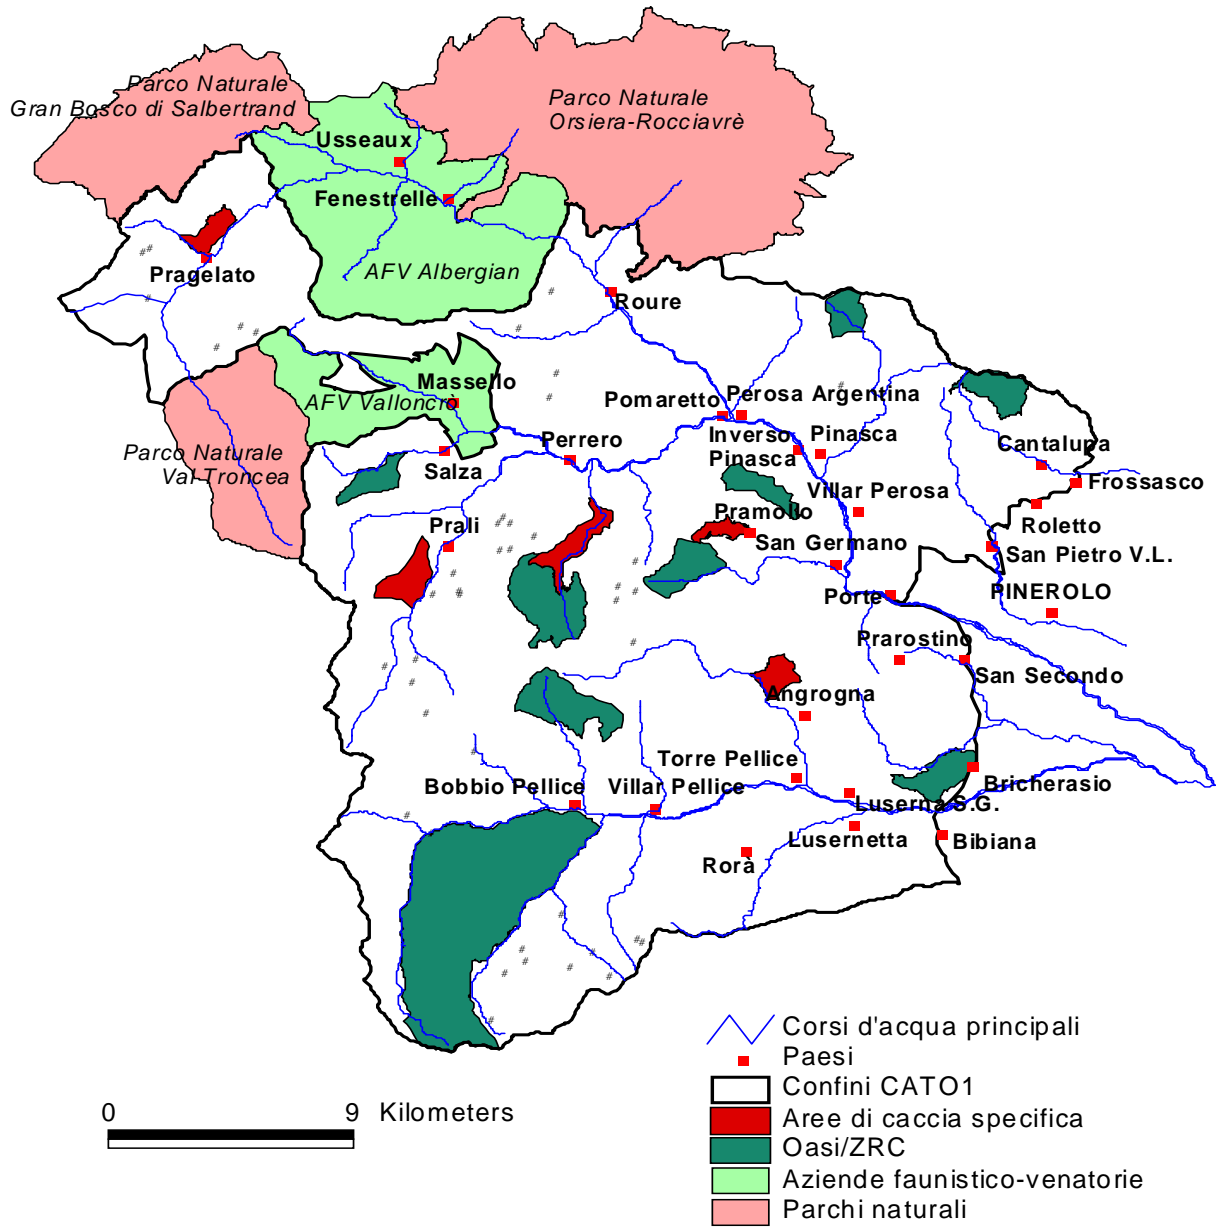 Parco Naturale
Gran Bosco di Salbertrand
Parco Naturale
Orsiera-Rocciavrè
Usseaux
Fenestrelle
AFV Albergian
Pragelato
Roure
Massello
AFV Valloncrò
Pomaretto
Perosa Argentina
Inverso
Pinasca
Pinasca
Perrero
Salza
Parco Naturale
Val Troncea
Cantalupa
Frossasco
Villar Perosa
Roletto
Pramollo
San Germano
San Pietro V.L.
Prali
Porte
PINEROLO
Prarostino
San Secondo
Angrogna
Torre Pellice
Bobbio Pellice
Villar Pellice
Bricherasio
Luserna S.G.
Lusernetta
Bibiana
Rorà
Corsi d'acqua principali
Paesi
Confini CATO1
Aree di caccia specifica
Oasi/ZRC
Aziende faunistico-venatorie
Parchi naturali
0 9 Kilometers